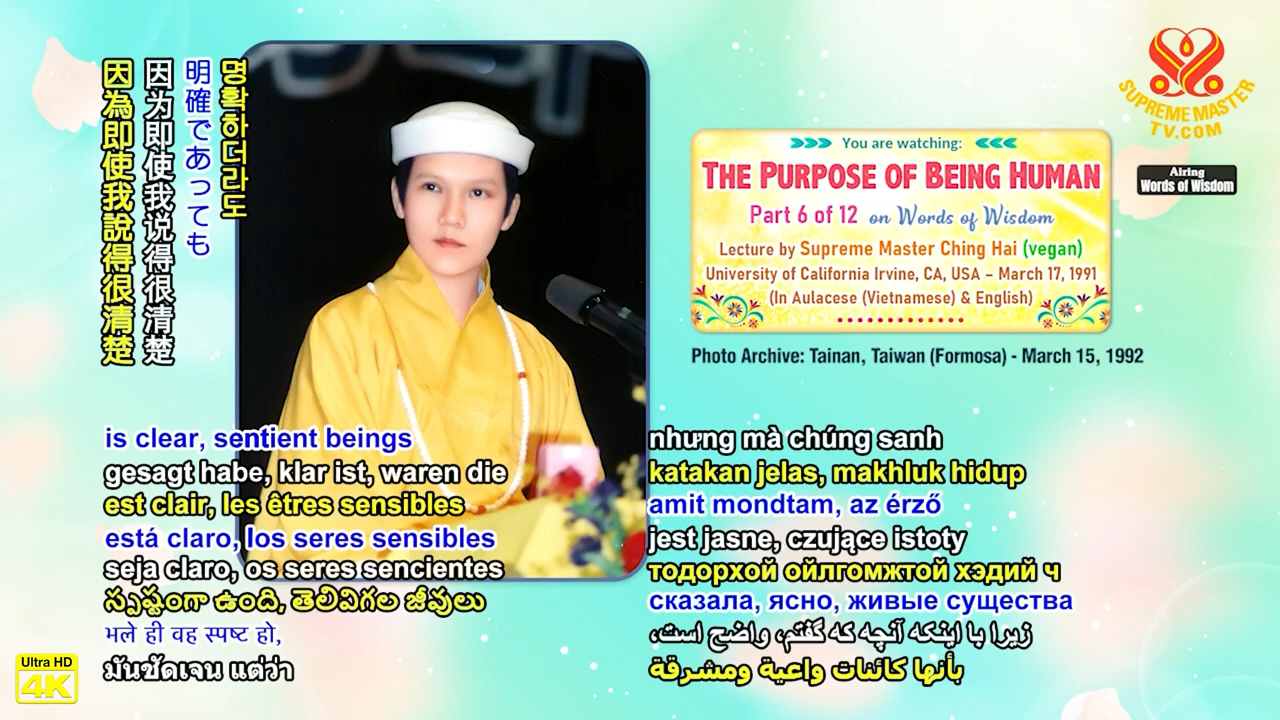 因為即使我說得很清楚
因为即使我说得很清楚
明確であっても
명확하더라도
SUPREME MASTER
TV.COM
Airing
Words of Wisdom
You are watching:
THE PURPOSE OF BEING HUMAN
Part 6 of 12 on Words of Wisdom
Lecture by Supreme Master Ching Hai (vegan)
University of California Irvine, CA, USA – March 17, 1991
(In Aulacese (Vietnamese) & English)
Photo Archive: Tainan, Taiwan (Formosa) - March 15, 1992
is clear, sentient beings
gesagt habe, klar ist, waren die
est clair, les êtres sensibles
está claro, los seres sensibles
seja claro, os seres sencientes
స్పష్టంగా ఉంది, తెలివిగల జీవులు
भले ही वह स्पष्ट हो,
มันชัดเจน แต่ว่า
nhưng mà chúng sanh
katakan jelas, makhluk hidup
amit mondtam, az érző
jest jasne, czujące istoty
тодорхой ойлгомжтой хэдий ч
сказала, ясно, живые существа
زیرا با اینکه آنچه که گفتم، واضح است،
بأنها كائنات واعية ومشرقة
Ultra HD
4K